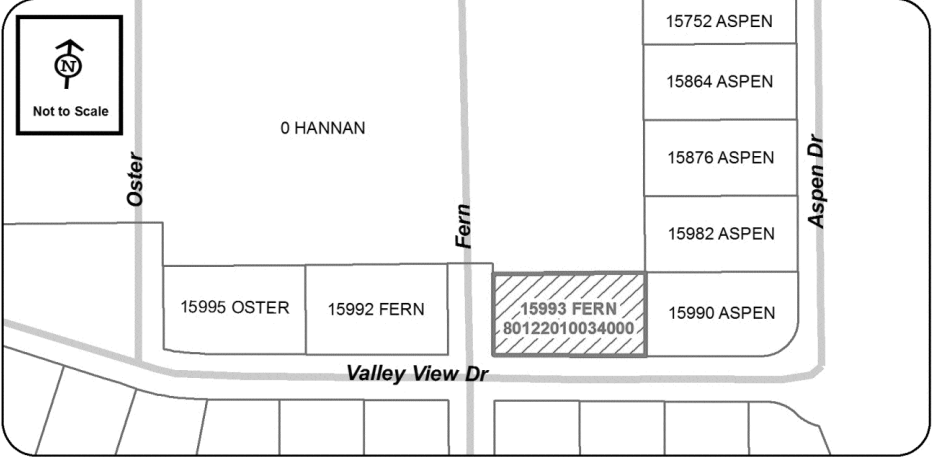 15752 ASPEN
N
15864 ASPEN
Not to Scale
0 HANNAN
15876 ASPEN
Oster
Aspen Dr
Fern
15982 ASPEN
15995 OSTER
15992 FERN
15993 FERN
80122010034000
15990 ASPEN
Valley View Dr